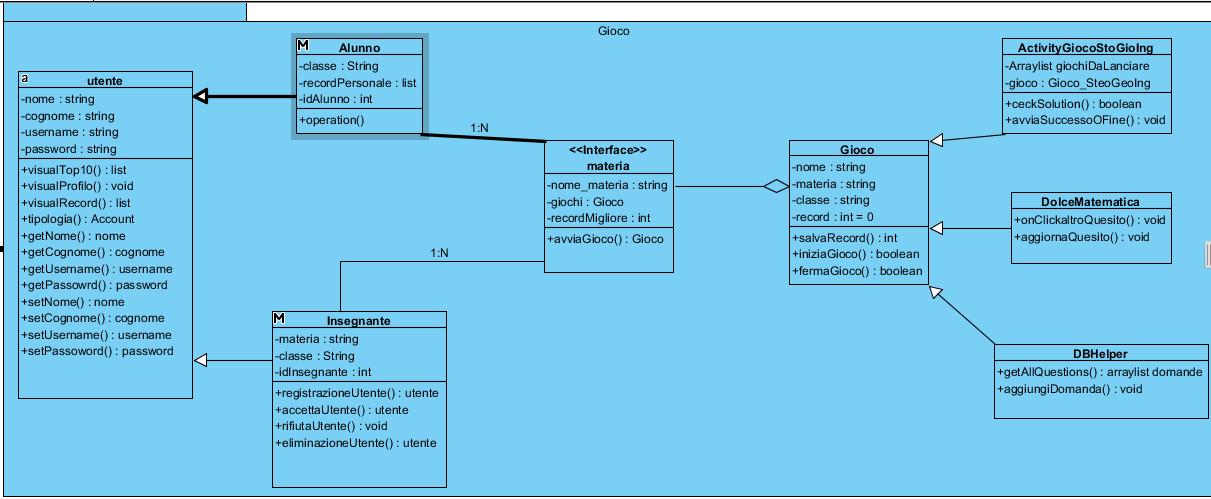 Gioco
a
utente
-nome : string
-cognome : string
-username : string
-password : string
+visualTop10() : list
+visualProfilo() : void
+visualRecord() : list
+tipologia() : Account
+getNome() : nome
+getCognome() : cognome
+getUsername() : username
+getPassowrd() : password
+setNome() : nome
+setCognome() : cognome
+setUsername() : username
+setPassoword() : password
M
Alunno
-classe : String
-recordPersonale : list
-idAlunno : int
+operation()
1:N
1:N
M
Insegnante
-materia : string
-classe : String
-idInsegnante : int
+registrazioneUtente() : utente
+accettaUtente() : utente
+rifiutaUtente() : void
+eliminazioneUtente() : utente
<<Interface>>
materia
-nome_materia : string
-giochi : Gioco
-recordMigliore : int
+avviaGioco() : Gioco
Gioco
-nome : string
-materia : string
-classe : string
-record : int = 0
+salvaRecord() : int
+iniziaGioco() : boolean
+fermaGioco() : boolean
ActivityGiocoStoGioIng
-Arraylist giochiDaLanciare
-gioco : Gioco_SteoGeoIng
+ceckSolution() : boolean
+avviaSuccessoOFine() : void
DolceMatematica
+onClickaltroQuesito() : void
+aggiornaQuesito() : void
DBHelper
+getAllQuestions() : arraylist domande
+aggiungiDomanda() : void